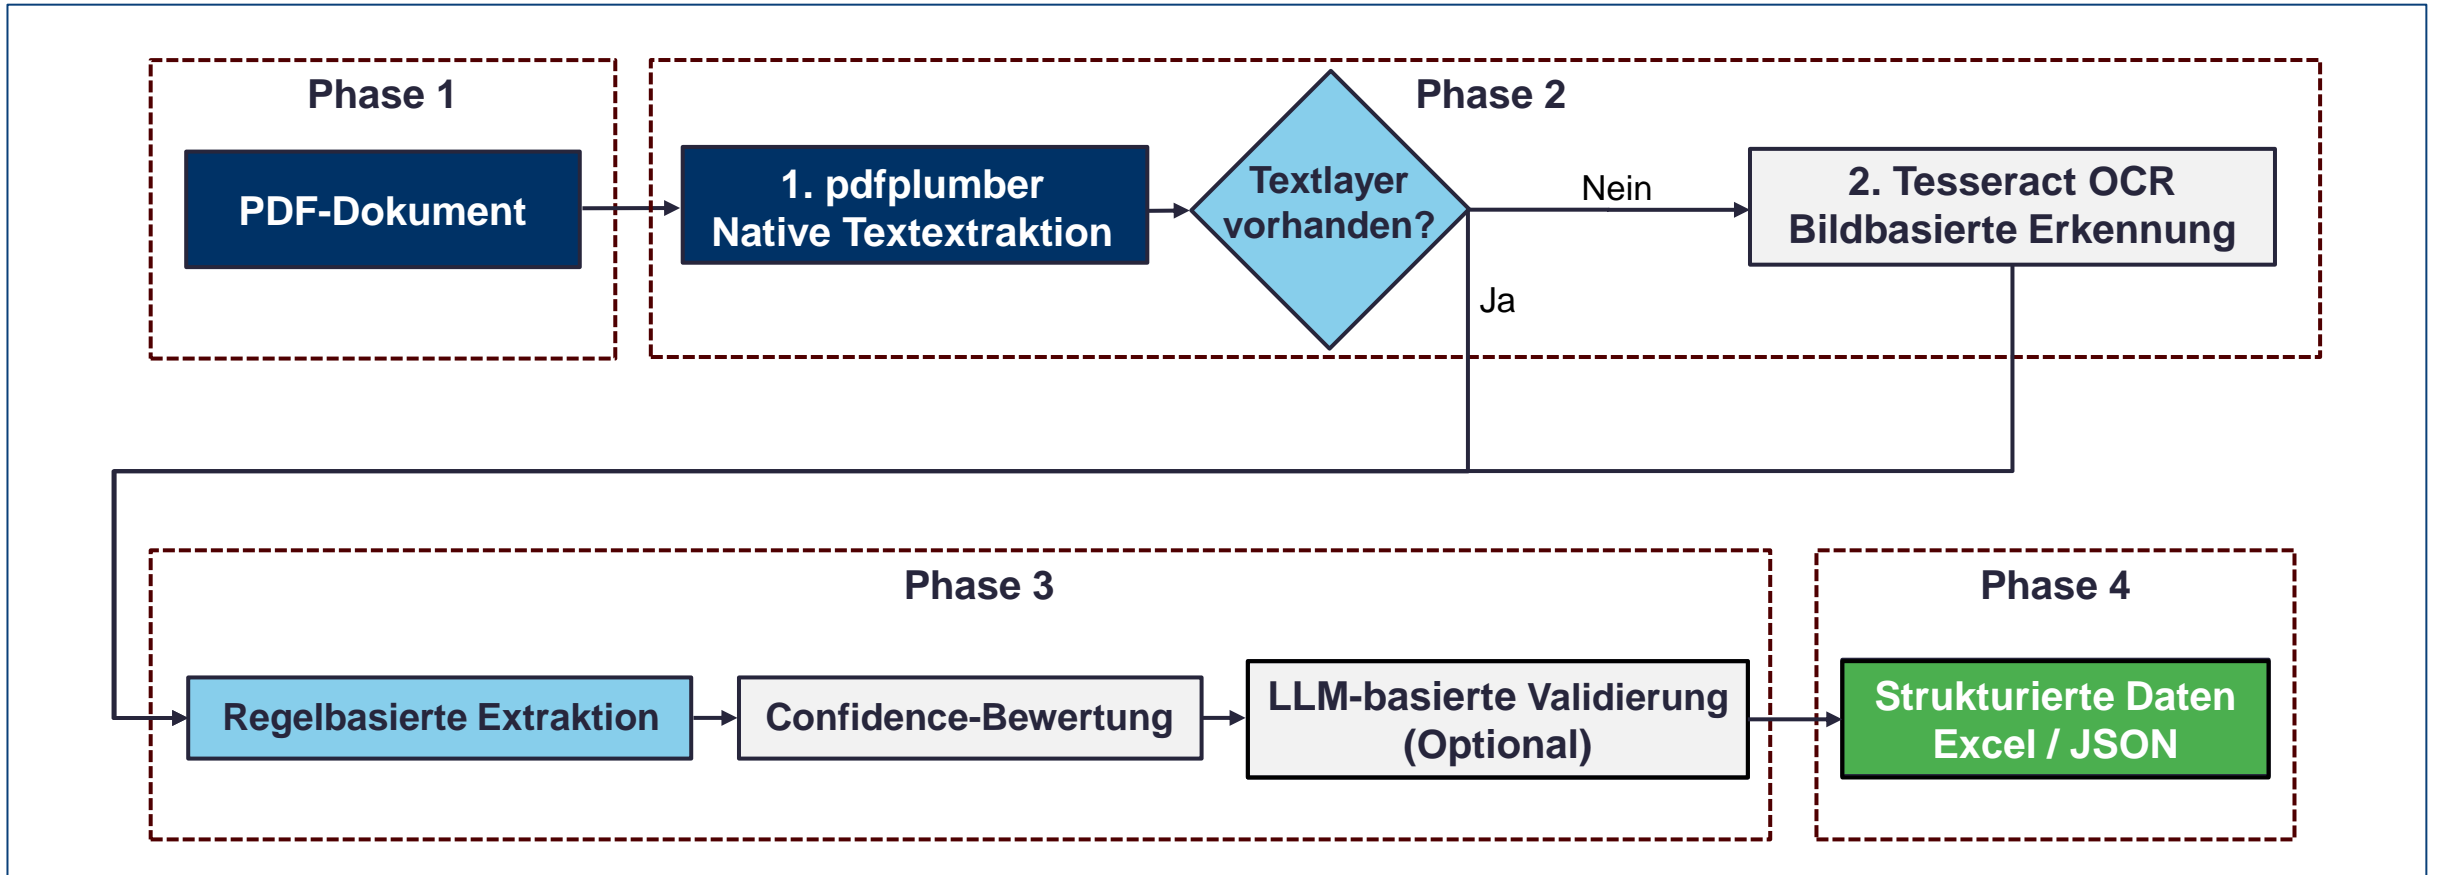 Phase 1
PDF-Dokument
Phase 2
1. pdfplumber
Native Textextraktion
Textlayer
vorhanden?
Nein
Ja
2. Tesseract OCR
Bildbasierte Erkennung
Phase 3
Regelbasierte Extraktion
Confidence-Bewertung
LLM-basierte Validierung
(Optional)
Phase 4
Strukturierte Daten
Excel / JSON